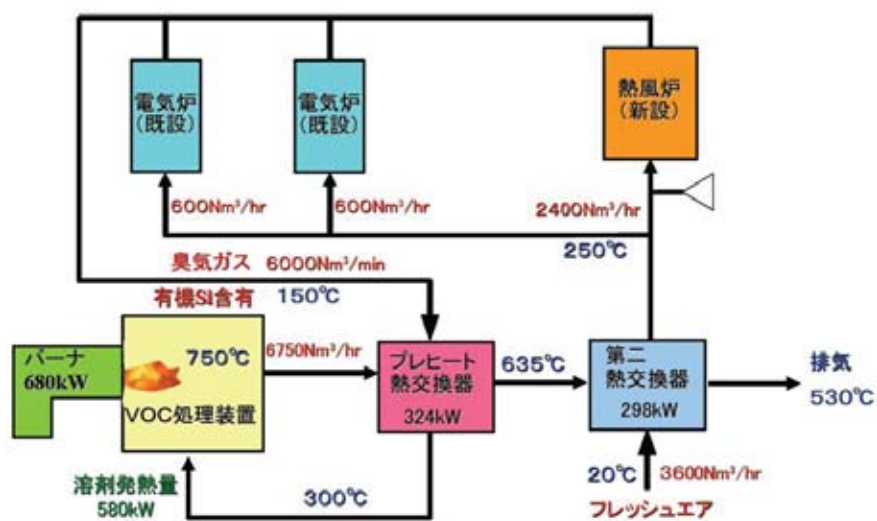 電気炉
(既設)
電気炉
(既設)
熱風炉
(新設)
600Nm³/hr
600Nm³/hr
2400Nm³/hr
250℃
臭気ガス 6000Nm³/min
有機SI含有 150℃
バーナ
680kW
750℃
VOC処理装置
6750Nm³/hr
プレヒート
熱交換器
324kW
635℃
第二
熱交換器
298kW
排気
530℃
溶剤発熱量
580kW
300℃
20℃ 3600Nm³/hr
フレッシュエア